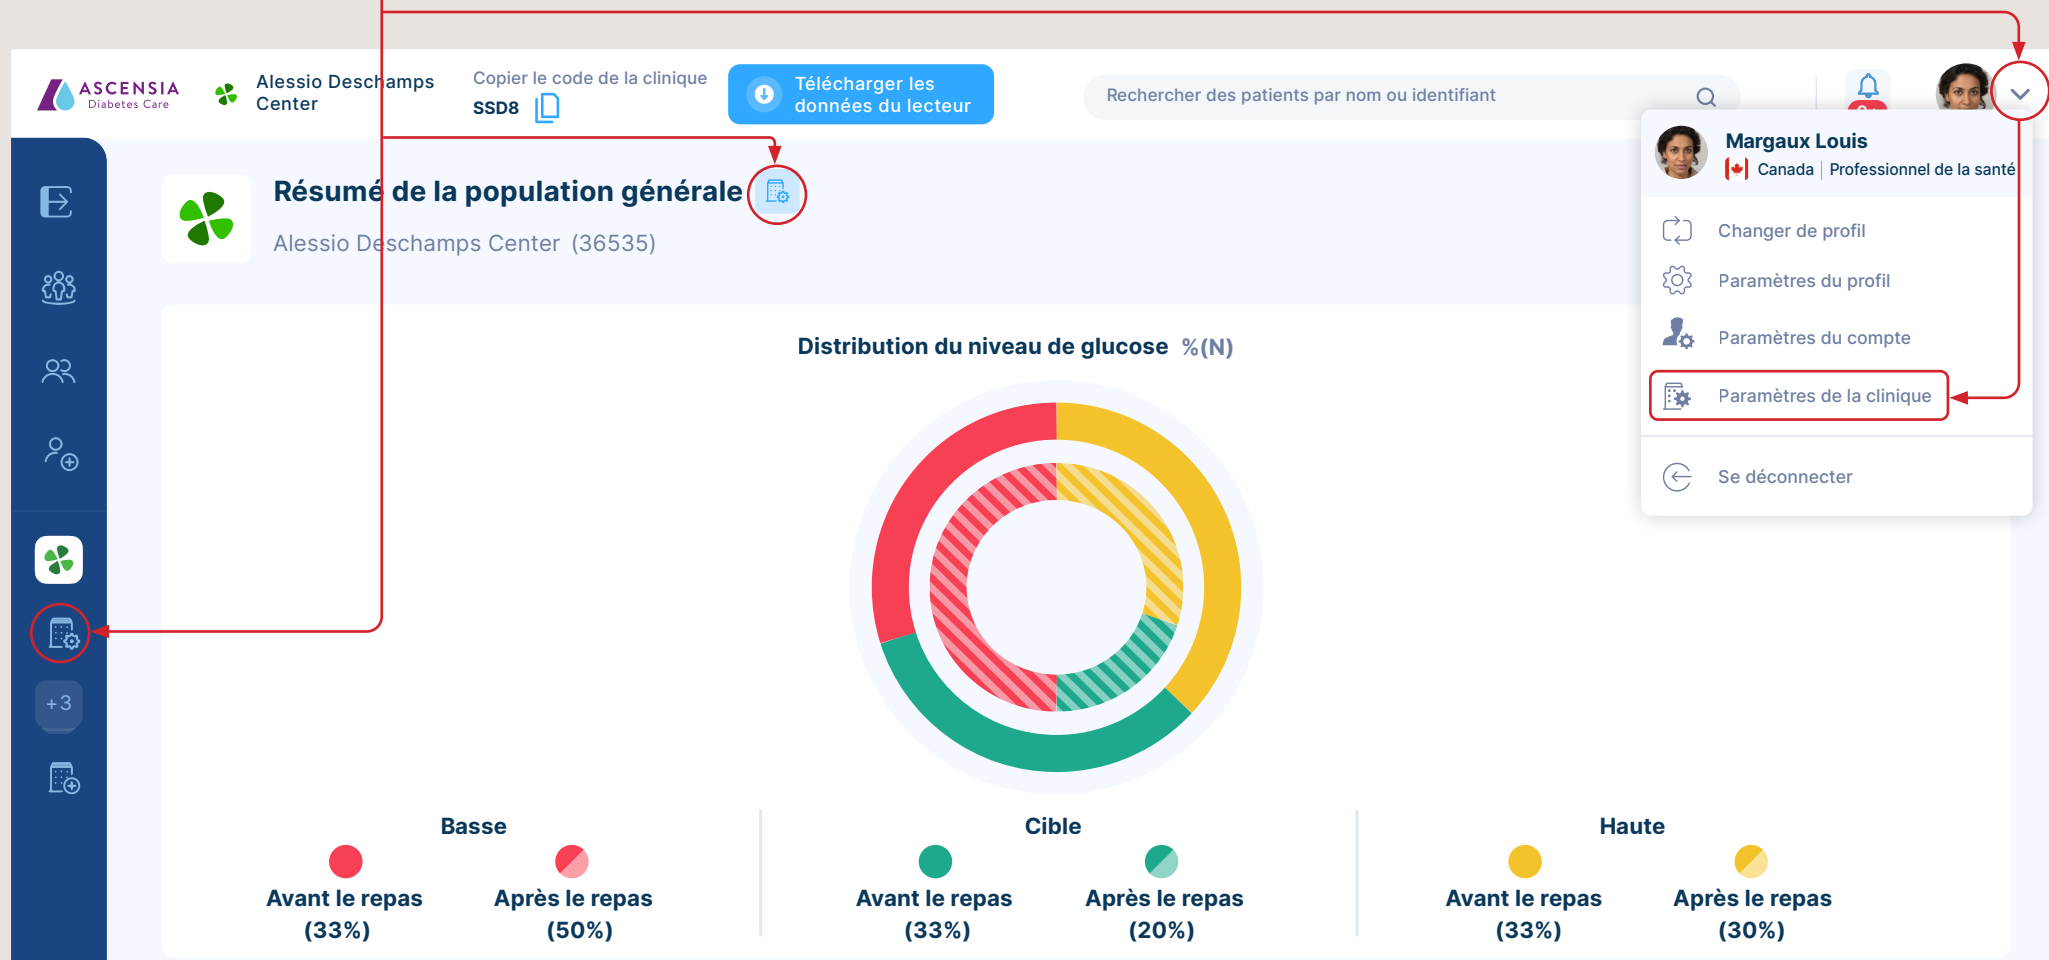 ASCENSIA
Diabetes Care
Alessio Deschamps
Center
Copier le code de la clinique
SSD8
Télécharger les
données du lecteur
Rechercher des patients par nom ou identifiant
Margaux Louis
Canada | Professionnel de la santé
Changer de profil
Paramètres du profil
Paramètres du compte
Paramètres de la clinique
Se déconnecter
Résumé de la population générale
Alessio Deschamps Center (36535)
+3
Distribution du niveau de glucose %(N)
Basse
Avant le repas
(33%)
Après le repas
(50%)
Cible
Avant le repas
(33%)
Après le repas
(20%)
Haute
Avant le repas
(33%)
Après le repas
(30%)